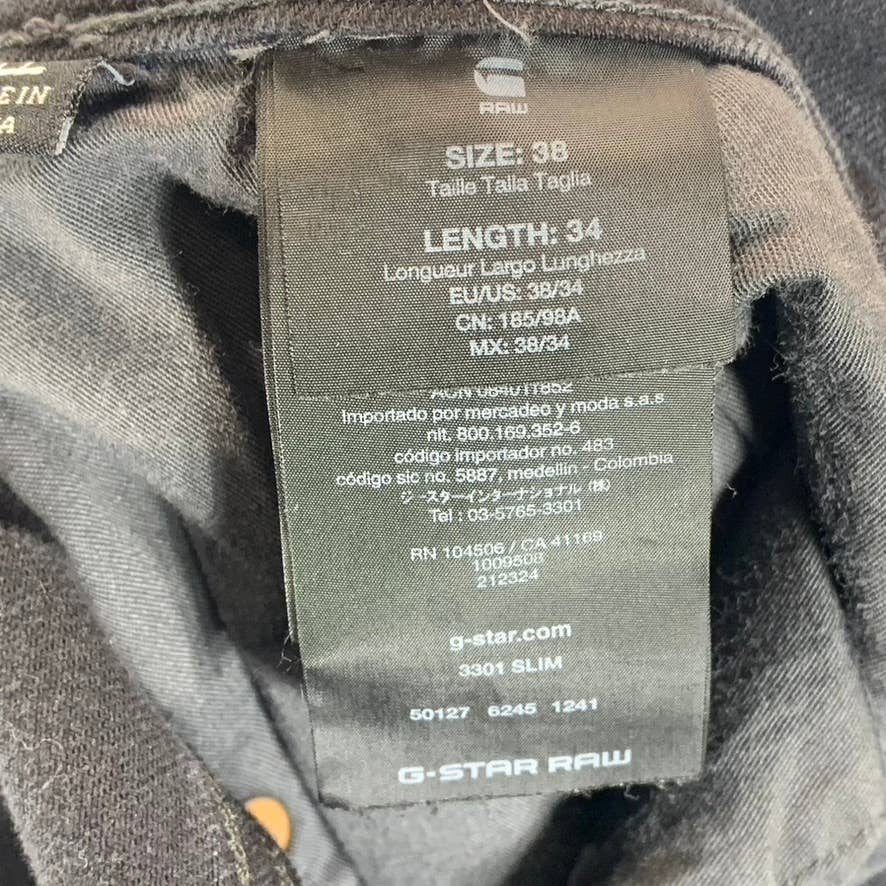 EIN
A
RAW
SIZE: 38
Taille Talla Taglia
LENGTH: 34
Longueur Largo Lunghezza
EU/US: 38/34
CN: 185/98A
MX: 38/34
ACN 084011852
Importado por mercadeo y moda s.a.s
nit. 800.169.352-6
código importador no. 483
código sic no. 5887, medellin - Colombia
ジースターインターナショナル (株)
Tel : 03-5765-3301
RN 104506 / CA 41169
1009508
212324
g-star.com
3301 SLIM
50127 6245 1241
G-STAR RAW